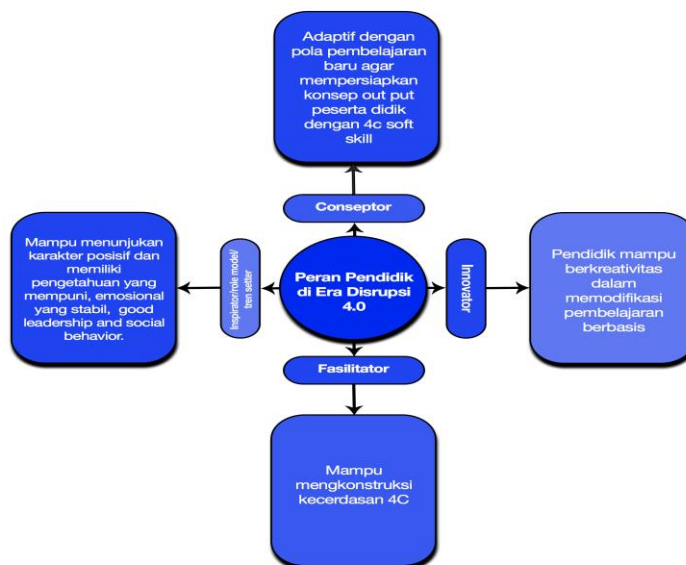 Adaptif dengan
pola pembelajaran
baru agar
mempersiapkan
konsep out put
peserta didik
dengan 4c soft
skill
Conseptor
Mampu menunjukan
karakter posisif dan
memiliki
pengetahuan yang
mempuni, emosional
yang stabil, good
leadership and social
behavior.
Inspirator/role model/
tren setter
Peran Pendidik
di Era Disrupsi
4.0
Innovator
Pendidik mampu
berkreativitas
dalam
memodifikasi
pembelajaran
berbasis
Fasilitator
Mampu
mengkonstruksi
kecerdasan 4C